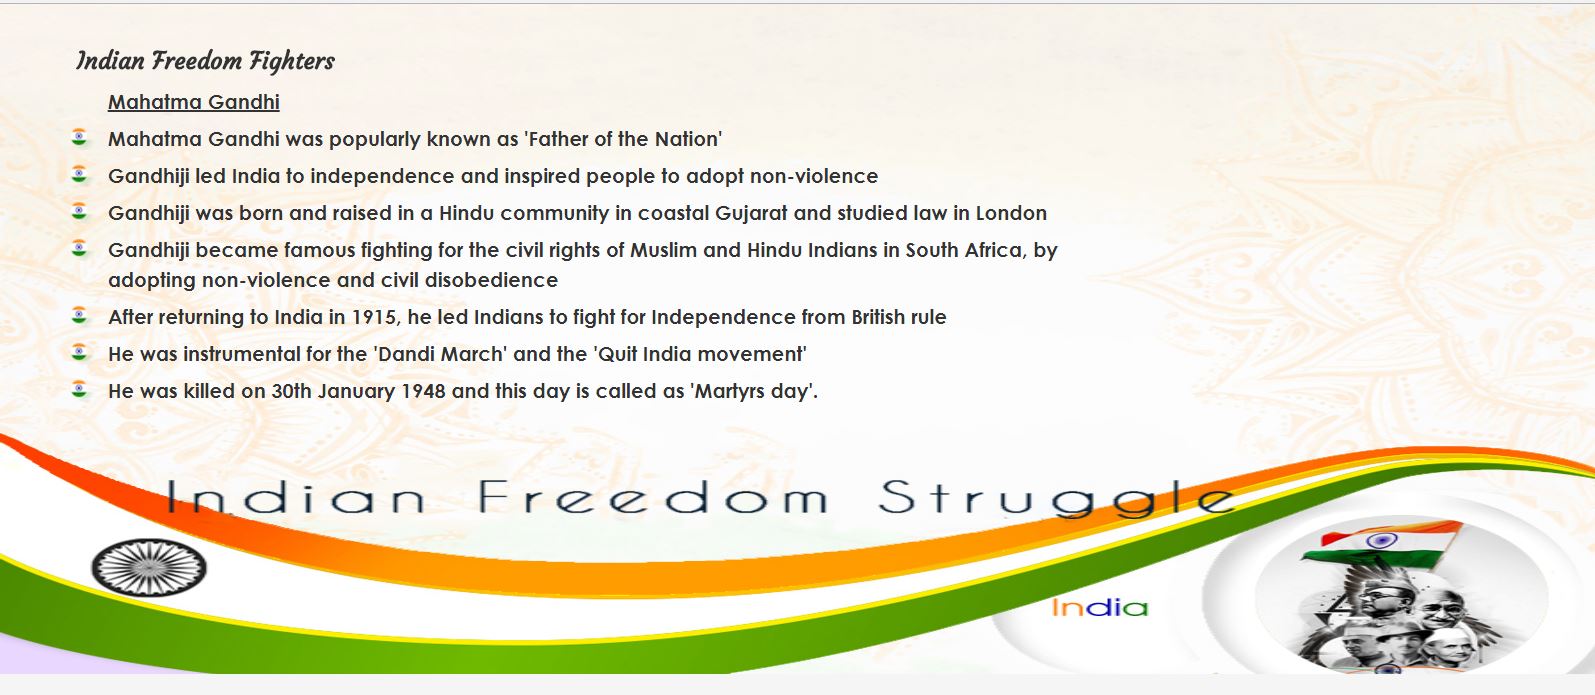 Indian Freedom Fighters
Mahatma Gandhi
Mahatma Gandhi was popularly known as 'Father of the Nation'
Gandhiji led India to independence and inspired people to adopt non-violence
Gandhiji was born and raised in a Hindu community in coastal Gujarat and studied law in London
Gandhiji became famous fighting for the civil rights of Muslim and Hindu Indians in South Africa, by
adopting non-violence and civil disobedience
After returning to India in 1915, he led Indians to fight for Independence from British rule
He was instrumental for the 'Dandi March' and the 'Quit India movement'
He was killed on 30th January 1948 and this day is called as 'Martyrs day'.
Indian Freedom Struggle
India